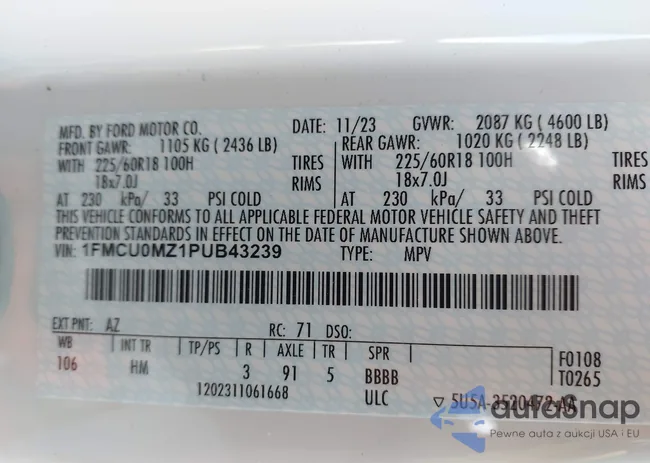 MFD. BY FORD MOTOR CO. DATE: 11/23 GVWR: 2087 KG ( 4600 LB)
FRONT GAWR: 1105 KG ( 2436 LB) REAR GAWR: 1020 KG ( 2248 LB)
WITH 225/60R18 100H TIRES WITH 225/60R18 100H TIRES
18x7.0J RIMS 18x7.0J RIMS
AT 230 kPa/ 33 PSI COLD AT 230 kPa/ 33 PSI COLD
THIS VEHICLE CONFORMS TO ALL APPLICABLE FEDERAL MOTOR VEHICLE SAFETY AND THEFT
PREVENTION STANDARDS IN EFFECT ON THE DATE OF MANUFACTURE SHOWN ABOVE.
VIN: 1FMCU0MZ1PUB43239 TYPE: MPV
EXT PNT: AZ RC: 71 DSO:
WB INT TR TP/PS R AXLE TR SPR F0108
106 HM 3 91 5 BBBB T0265
1202311061668 ULC ▽ 5U5A-3520472-AA
autosnap
Pewne auta z aukcji USA i EU